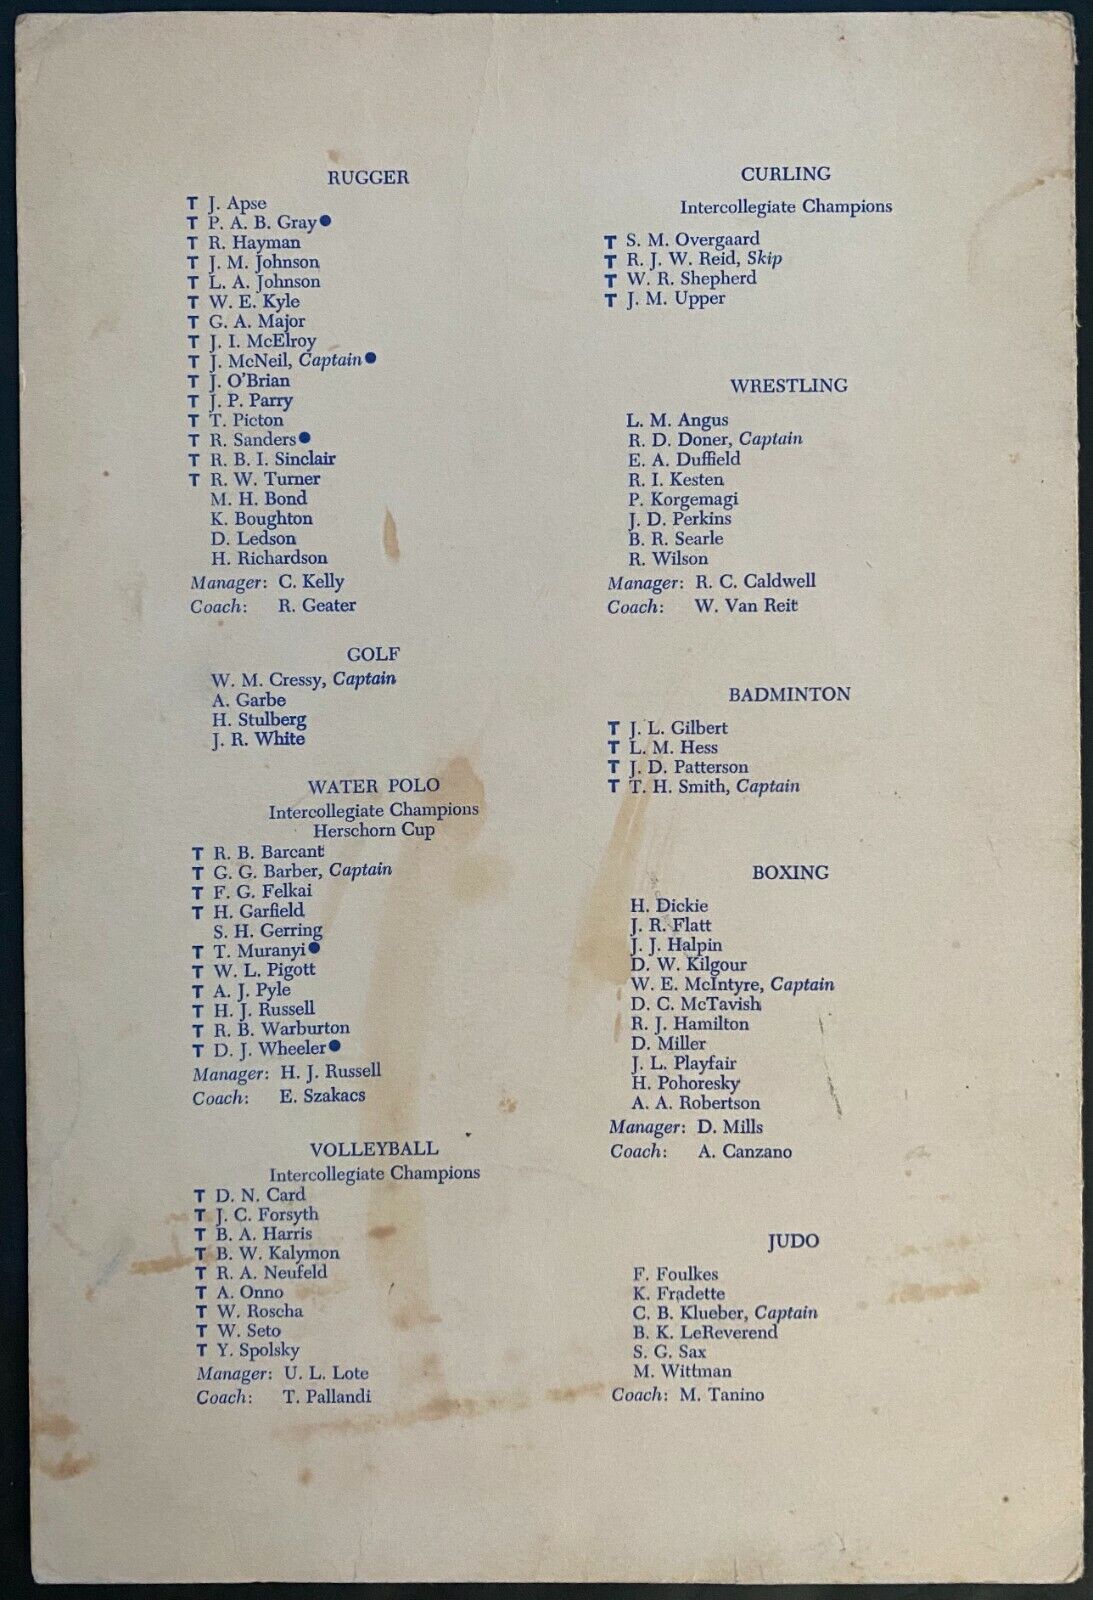 RUGGER
T J. Apse
T P. A. B. Gray●
T R. Hayman
T J. M. Johnson
T L. A. Johnson
T W. E. Kyle
T G. A. Major
T J. I. McElroy
T J. McNeil, Captain●
T J. O'Brian
T J. P. Parry
T T. Picton
T R. Sanders●
T R. B. I. Sinclair
T R. W. Turner
M. H. Bond
K. Boughton
D. Ledson
H. Richardson
Manager: C. Kelly
Coach: R. Geater
GOLF
W. M. Cressy, Captain
A. Garbe
H. Stulberg
J. R. White
WATER POLO
Intercollegiate Champions
Herschorn Cup
T R. B. Barcant
T G. G. Barber, Captain
T F. G. Felkai
T H. Garfield
S. H. Gerring
T T. Muranyi●
T W. L. Pigott
T A. J. Pyle
T H. J. Russell
T R. B. Warburton
T D. J. Wheeler●
Manager: H. J. Russell
Coach: E. Szakacs
VOLLEYBALL
Intercollegiate Champions
T D. N. Card
T J. C. Forsyth
T B. A. Harris
T B. W. Kalymon
T R. A. Neufeld
T A. Onno
T W. Roscha
T W. Seto
T Y. Spolsky
Manager: U. L. Lote
Coach: T. Pallandi
CURLING
Intercollegiate Champions
T S. M. Overgaard
T R. J. W. Reid, Skip
T W. R. Shepherd
T J. M. Upper
WRESTLING
L. M. Angus
R. D. Doner, Captain
E. A. Duffield
R. I. Kesten
P. Korgemagi
J. D. Perkins
B. R. Searle
R. Wilson
Manager: R. C. Caldwell
Coach: W. Van Reit
BADMINTON
T J. L. Gilbert
T L. M. Hess
T J. D. Patterson
T T. H. Smith, Captain
BOXING
H. Dickie
J. R. Flatt
J. J. Halpin
D. W. Kilgour
W. E. McIntyre, Captain
D. C. McTavish
R. J. Hamilton
D. Miller
J. L. Playfair
H. Pohoresky
A. A. Robertson
Manager: D. Mills
Coach: A. Canzano
JUDO
F. Foulkes
K. Fradette
C. B. Klueber, Captain
B. K. LeReverend
S. G. Sax
M. Wittman
Coach: M. Tanino